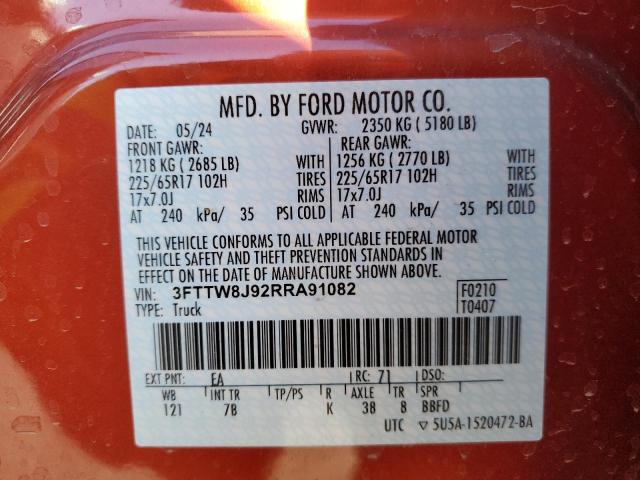 MFD. BY FORD MOTOR CO.
DATE: 05/24 GVWR: 2350 KG ( 5180 LB)
FRONT GAWR: REAR GAWR:
1218 KG ( 2685 LB) WITH 1256 KG ( 2770 LB) WITH
225/65R17 102H TIRES 225/65R17 102H TIRES
17x7.0J RIMS 17x7.0J RIMS
AT 240 kPa/ 35 PSI COLD AT 240 kPa/ 35 PSI COLD
THIS VEHICLE CONFORMS TO ALL APPLICABLE FEDERAL MOTOR
VEHICLE SAFETY AND THEFT PREVENTION STANDARDS IN
EFFECT ON THE DATE OF MANUFACTURE SHOWN ABOVE.
VIN: 3FTTW8J92RRA91082 F0210
TYPE: Truck T0407
EXT PNT: EA RC: 71 DSO:
WB INT TR TP/PS R AXLE TR SPR
121 7B K 38 8 BBFD
UTC ▽ 5U5A-1520472-BA